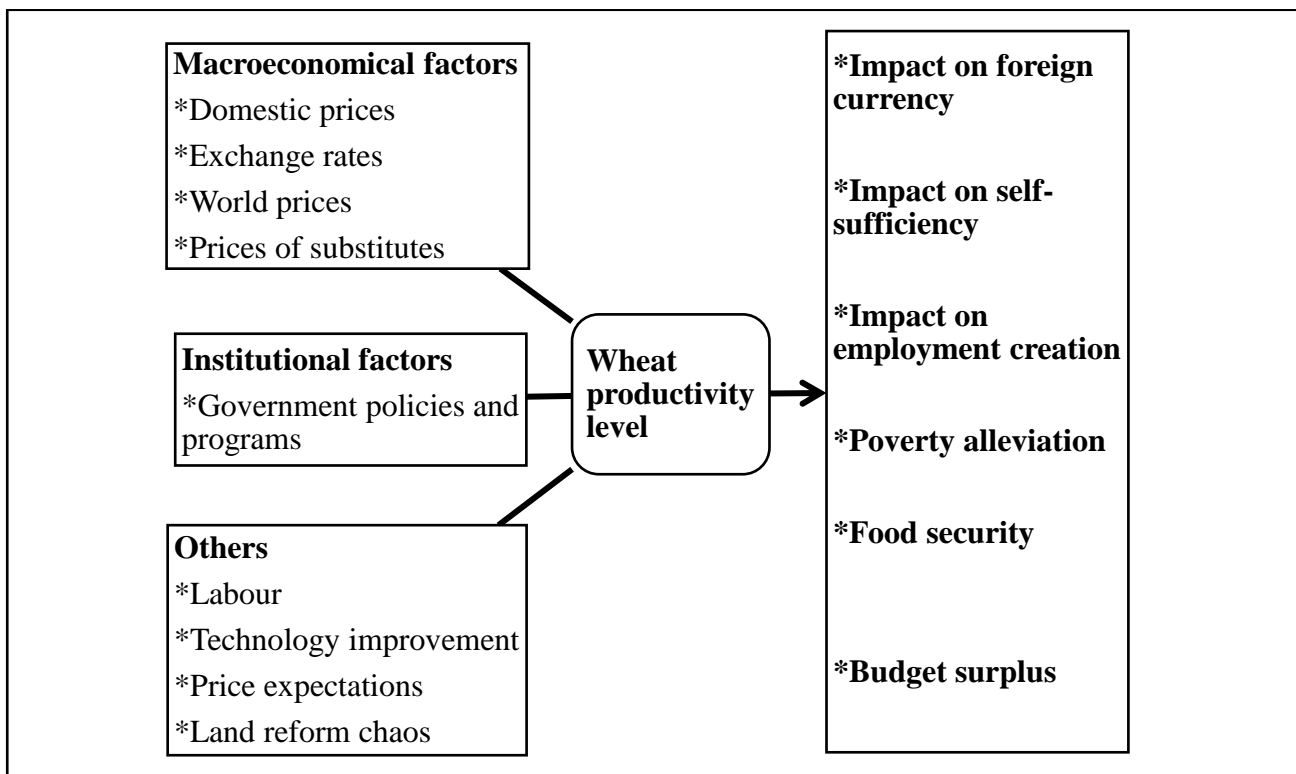 Macroeconomical factors
*Domestic prices
*Exchange rates
*World prices
*Prices of substitutes
Institutional factors
*Government policies and
programs
Others
*Labour
*Technology improvement
*Price expectations
*Land reform chaos
Wheat
productivity
level
*Impact on foreign
currency
*Impact on self-
sufficiency
*Impact on
employment creation
*Poverty alleviation
*Food security
*Budget surplus